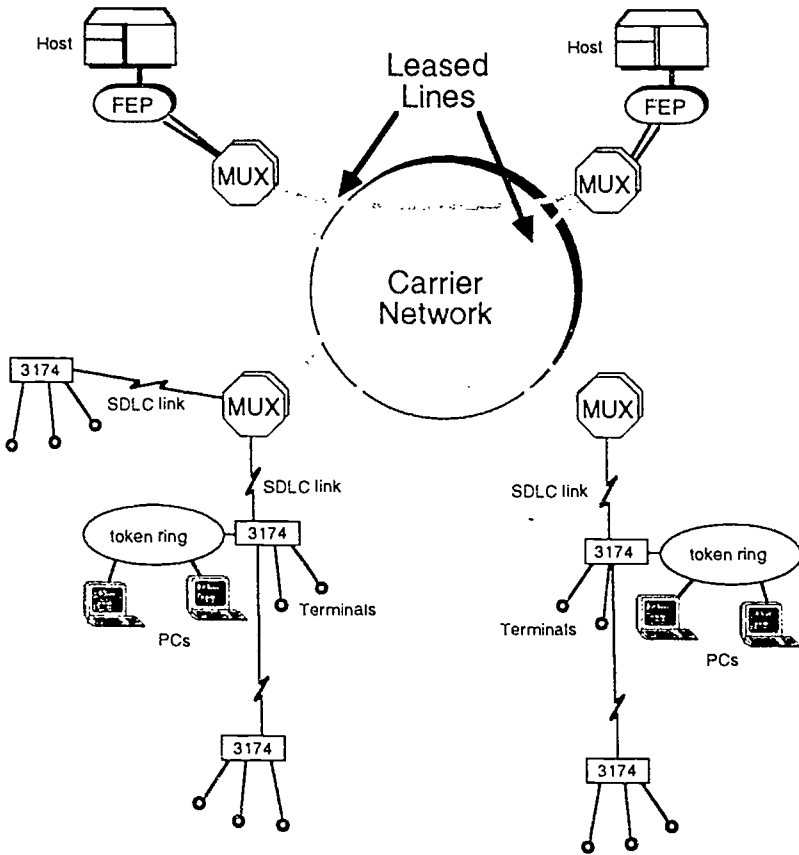 Host
Host
Leased
Lines
FEP
FEP
MUX
MUX
Carrier
Network
3174
SDLC link
MUX
MUX
SDLC link
SDLC link
token ring
3174
3174
token ring
Terminals
Terminals
PCs
PCs
3174
3174